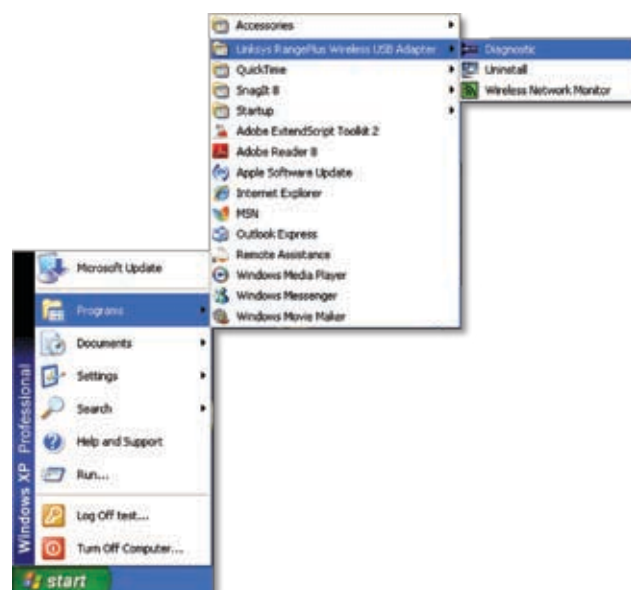 Accessories
Linksys RangePlus Wireless USB Adapter
QuickTime
SnagIt 8
Startup
Adobe ExtendScript Toolkit 2
Adobe Reader 8
Apple Software Update
Internet Explorer
MSN
Outlook Express
Remote Assistance
Windows Media Player
Windows Messenger
Windows Movie Maker
Diagnostic
Uninstall
Wireless Network Monitor
Microsoft Update
Programs
Documents
Settings
Search
Help and Support
Run...
Log Off test...
Turn Off Computer...
Windows XP Professional
start